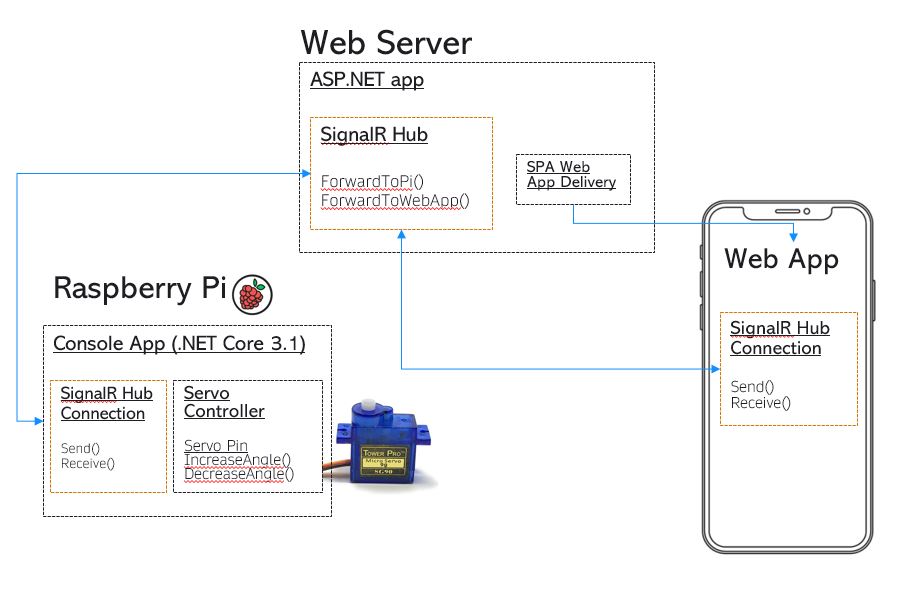 Web Server
ASP.NET app
SignalR Hub
ForwardToPi()
ForwardToWebApp()
SPA Web
App Delivery
Web App
SignalR Hub
Connection
Send()
Receive()
Raspberry Pi
Console App (.NET Core 3.1)
SignalR Hub
Connection
Send()
Receive()
Servo
Controller
Servo Pin
IncreaseAngle()
DecreaseAngle()
Tower Pro
Micro Servo
9g
SG90